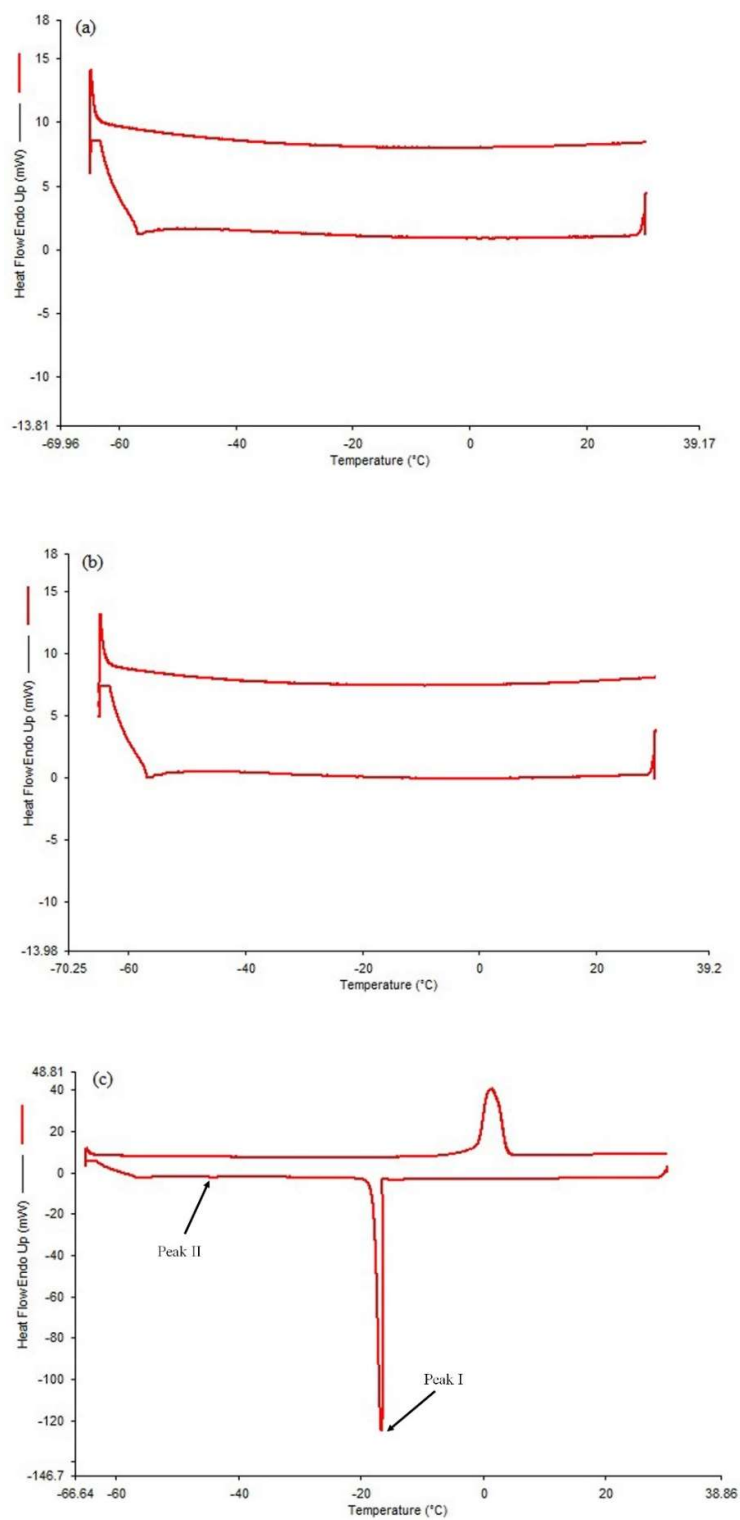 (a)
18
15
10
5
0
-5
-10
-13.81
-69.96 -60 -40 -20 0 20 39.17
Temperature (°C)
Heat Flow Endo Up (mW)
(b)
18
15
10
5
0
-5
-10
-13.98
-70.25 -60 -40 -20 0 20 39.2
Temperature (°C)
Heat Flow Endo Up (mW)
(c)
48.81
40
20
0
-20
-40
-60
-80
-100
-120
-146.7
Peak II
Peak I
-66.64 -60 -40 -20 0 20 38.86
Temperature (°C)
Heat Flow Endo Up (mW)